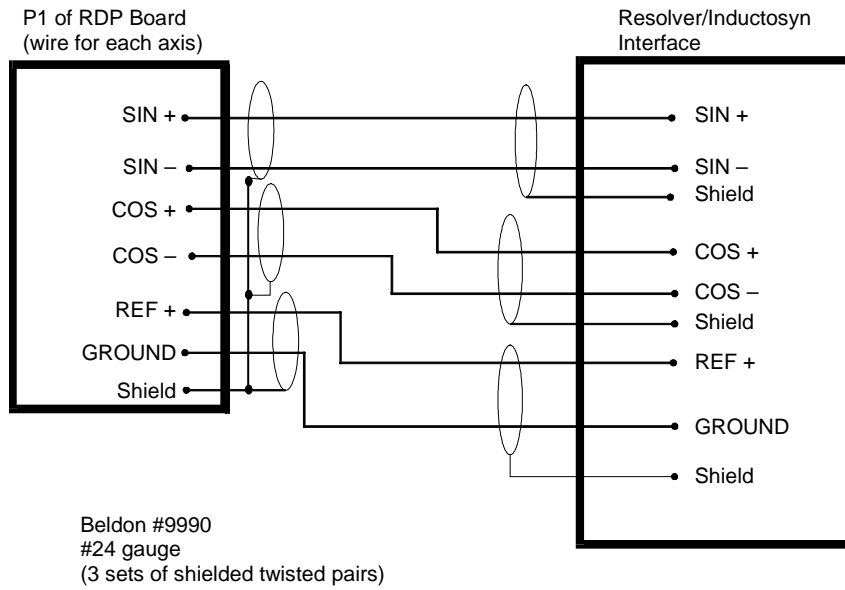 P1 of RDP Board
(wire for each axis)
SIN +
SIN –
COS +
COS –
REF +
GROUND
Shield
Resolver/Inductosyn
Interface
SIN +
SIN –
Shield
COS +
COS –
Shield
REF +
GROUND
Shield
Beldon #9990
#24 gauge
(3 sets of shielded twisted pairs)